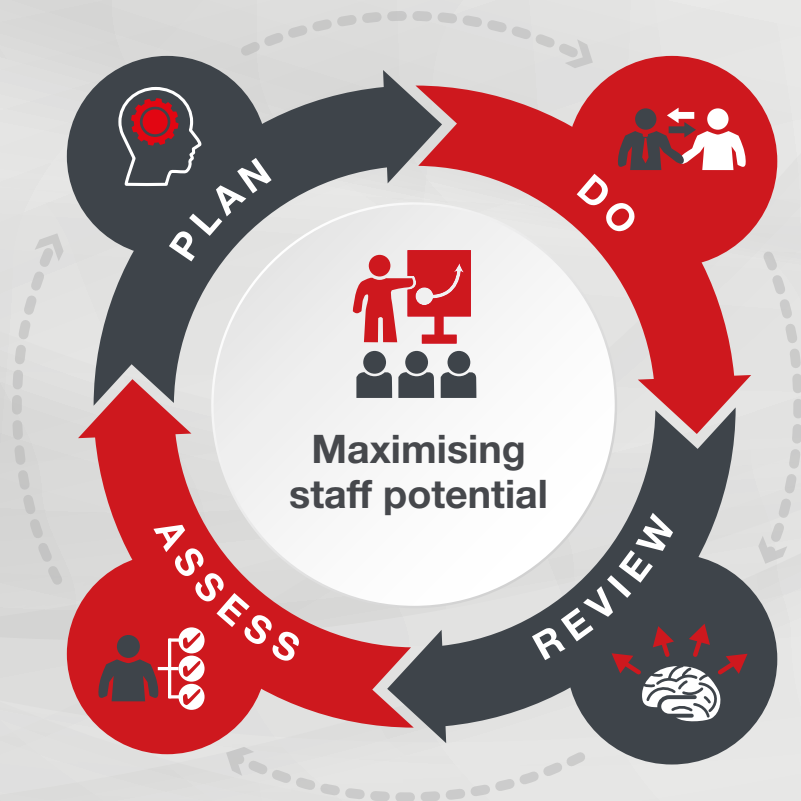 PLAN
DO
Maximising
staff potential
ASSESS
REVIEW